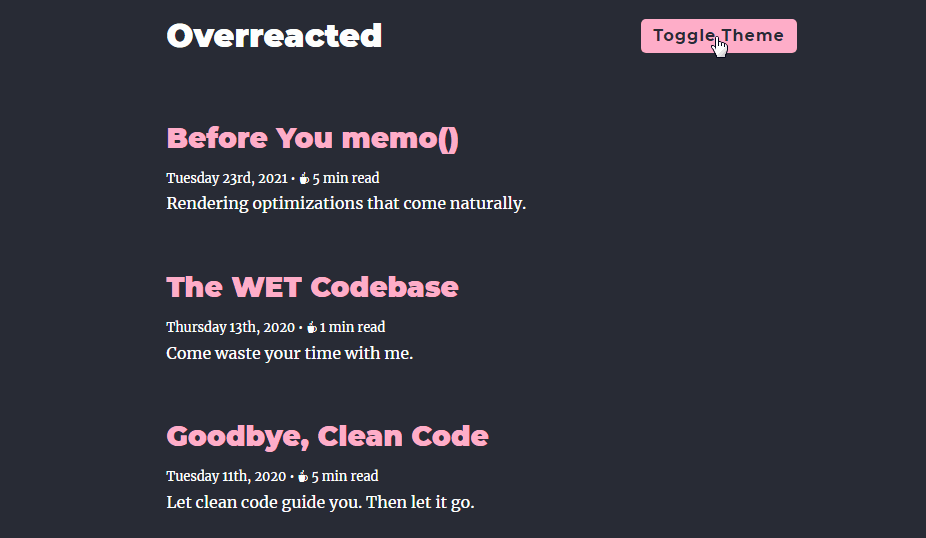 Overreacted
Toggle Theme
Before You memo()
Tuesday 23rd, 2021 • ☕ 5 min read
Rendering optimizations that come naturally.
The WET Codebase
Thursday 13th, 2020 • ☕ 1 min read
Come waste your time with me.
Goodbye, Clean Code
Tuesday 11th, 2020 • ☕ 5 min read
Let clean code guide you. Then let it go.